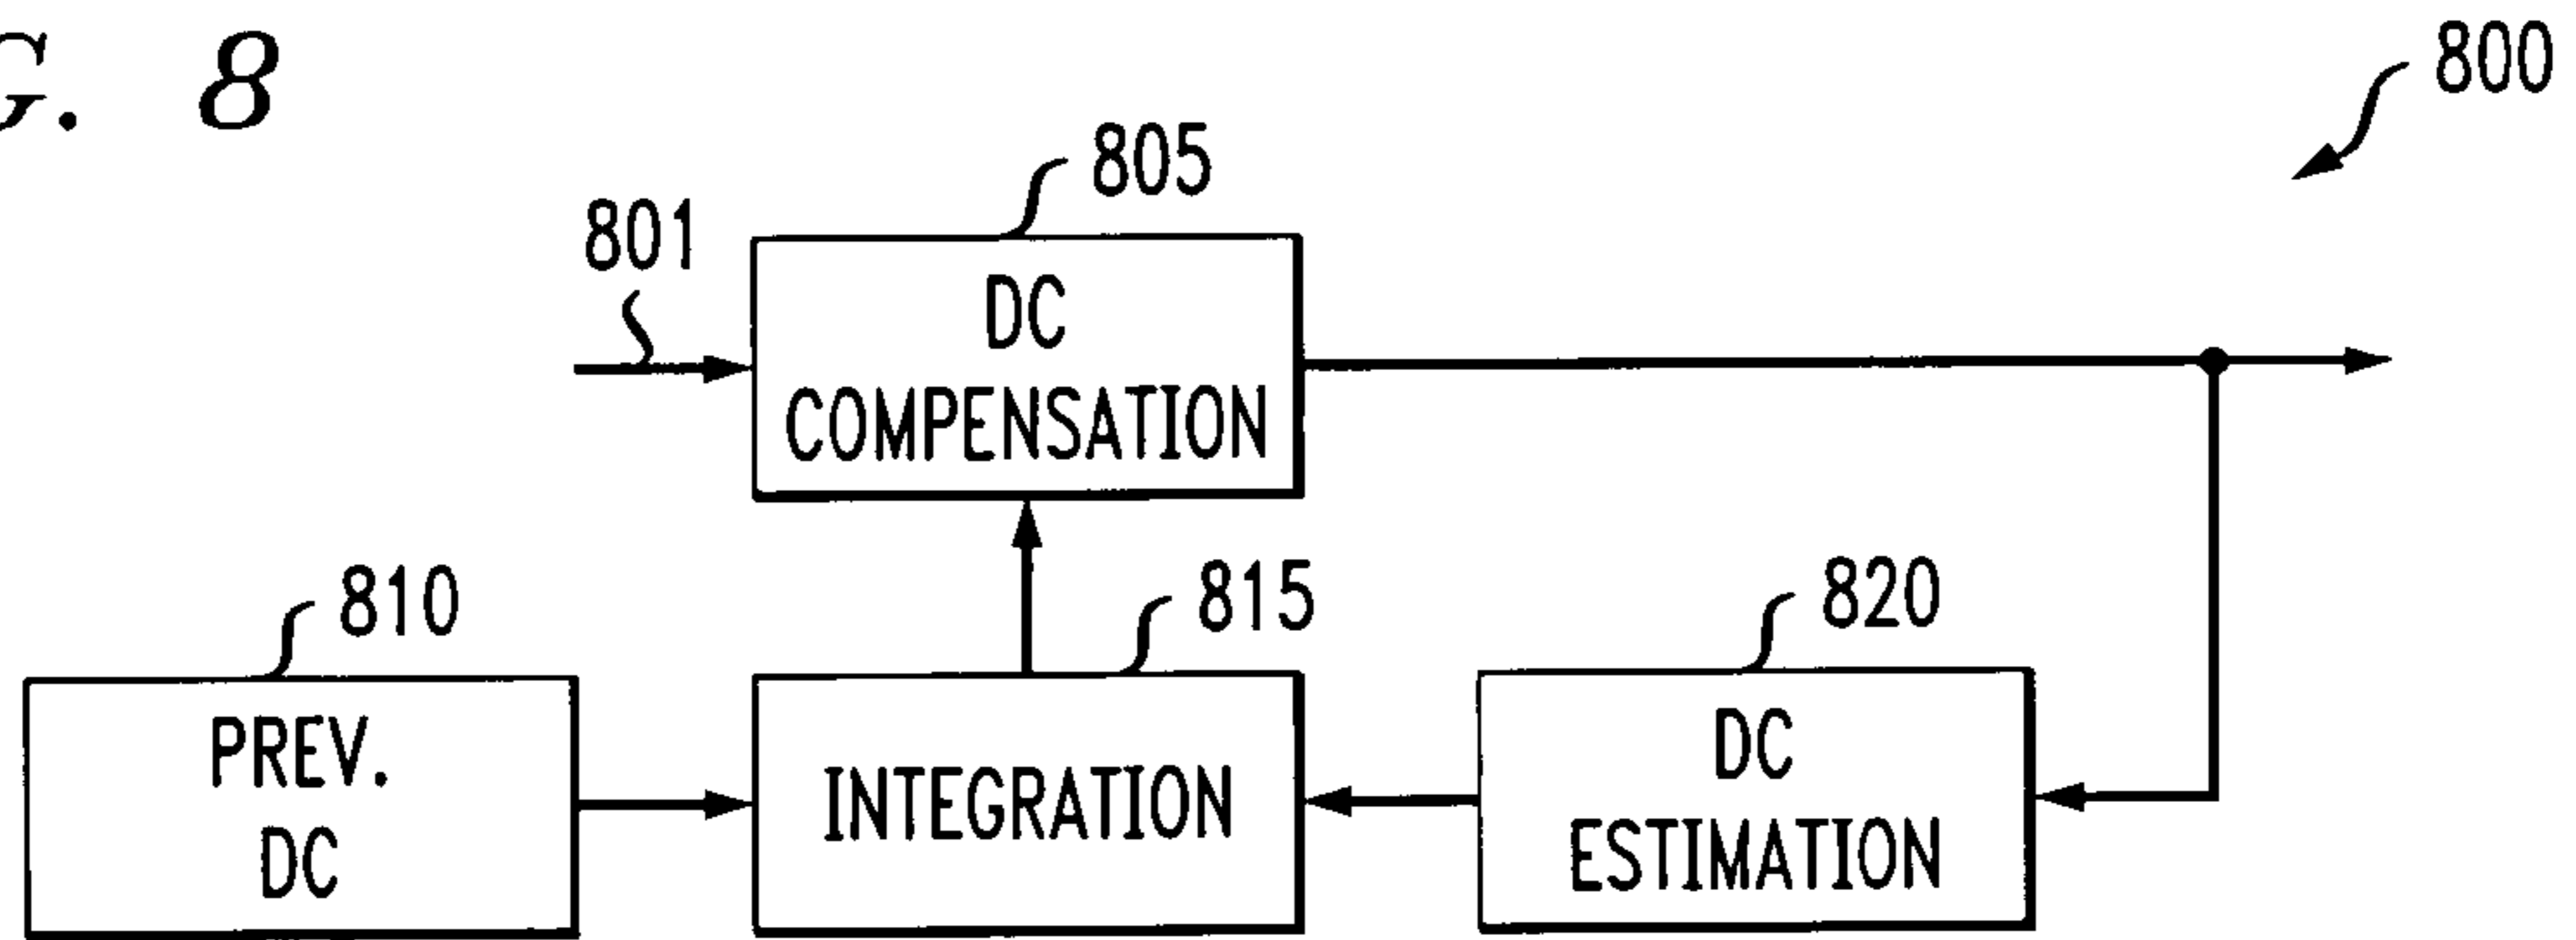 G. 8
800
805
801
DC
COMPENSATION
810
815
820
PREV.
DC
INTEGRATION
DC
ESTIMATION